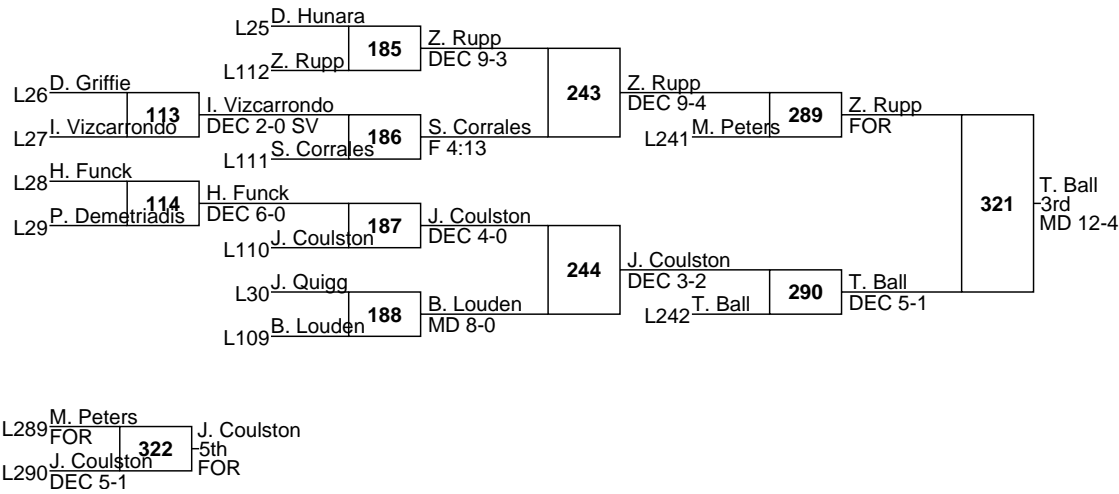 D. Hunara
L25
185
Z. Rupp
DEC 9-3
Z. Rupp
L112
D. Griffie
L26
113
I. Vizcarrondo
DEC 2-0 SV
I. Vizcarrondo
L27
186
S. Corrales
F 4:13
S. Corrales
L111
243
Z. Rupp
DEC 9-4
289
Z. Rupp
FOR
M. Peters
L241
H. Funck
L28
114
H. Funck
DEC 6-0
P. Demetriadis
L29
187
J. Coulston
DEC 4-0
J. Coulston
L110
J. Quigg
L30
188
B. Louden
MD 8-0
B. Louden
L109
244
J. Coulston
DEC 3-2
290
T. Ball
DEC 5-1
T. Ball
L242
321
T. Ball
3rd
MD 12-4
M. Peters
L289
FOR
322
J. Coulston
5th
FOR
J. Coulston
L290
DEC 5-1